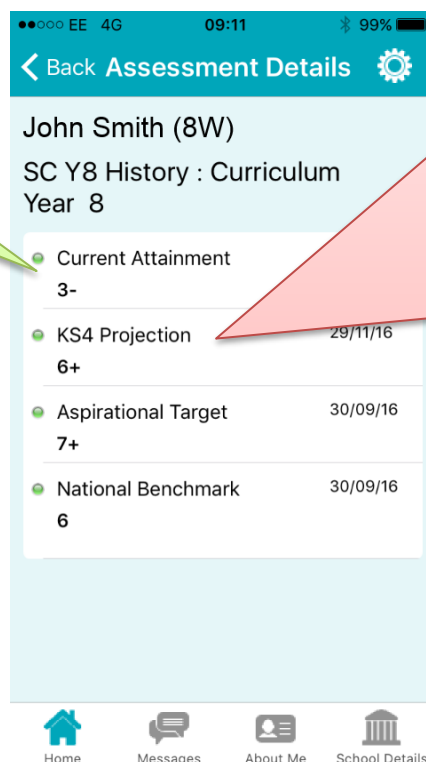 EE 4G 09:11 99%
Back Assessment Details
John Smith (8W)
SC Y8 History : Curriculum
Year 8
Current Attainment
3-
KS4 Projection 29/11/16
6+
Aspirational Target 30/09/16
7+
National Benchmark 30/09/16
6
Home Messages About Me School Details